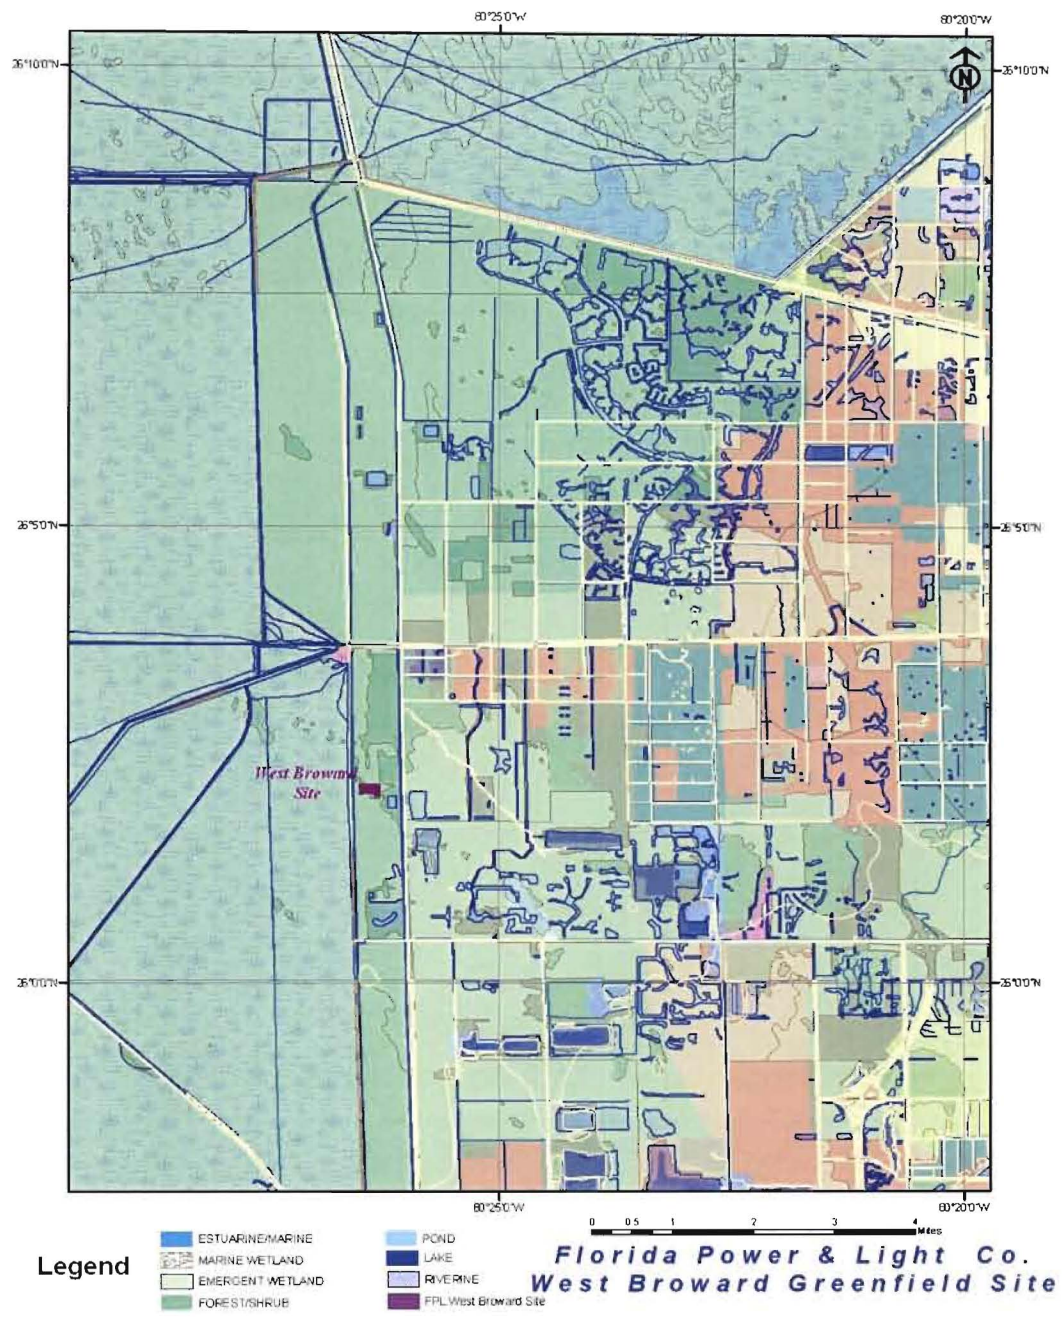 80°25'0"W
80°20'0"W
26°10'0"N
26°10'0"N
N
26°5'0"N
26°5'0"N
West Broward
Site
26°0'0"N
26°0'0"N
80°25'0"W
80°20'0"W
Legend
ESTUARINE/MARINE
MARINE WETLAND
EMERGENT WETLAND
FOREST/SHRUB
POND
LAKE
RIVERINE
FPL West Broward Site
0 0.5 1 2 3 4
Miles
Florida Power & Light Co.
West Broward Greenfield Site